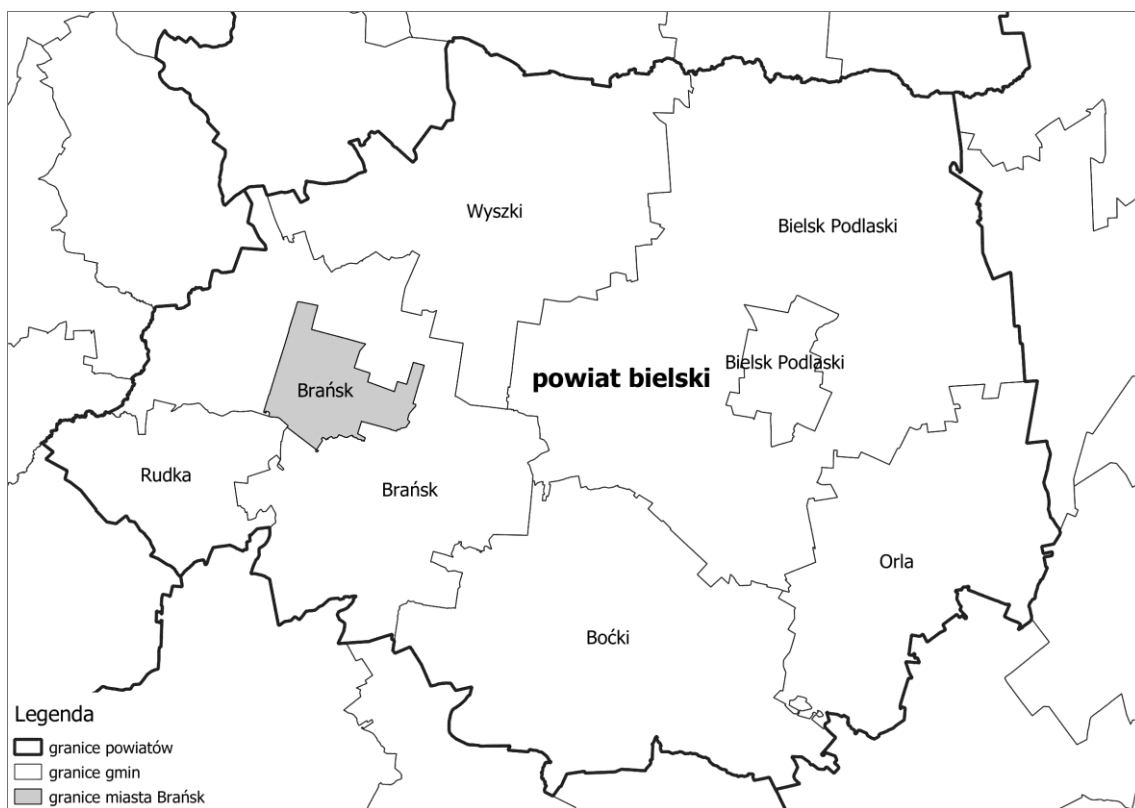 Wyszki
Bielsk Podlaski
Bielsk Podlaski
powiat bielski
Brańsk
Rudka
Brańsk
Orla
Boćki
Legenda
granice powiatów
granice gmin
granice miasta Brańsk